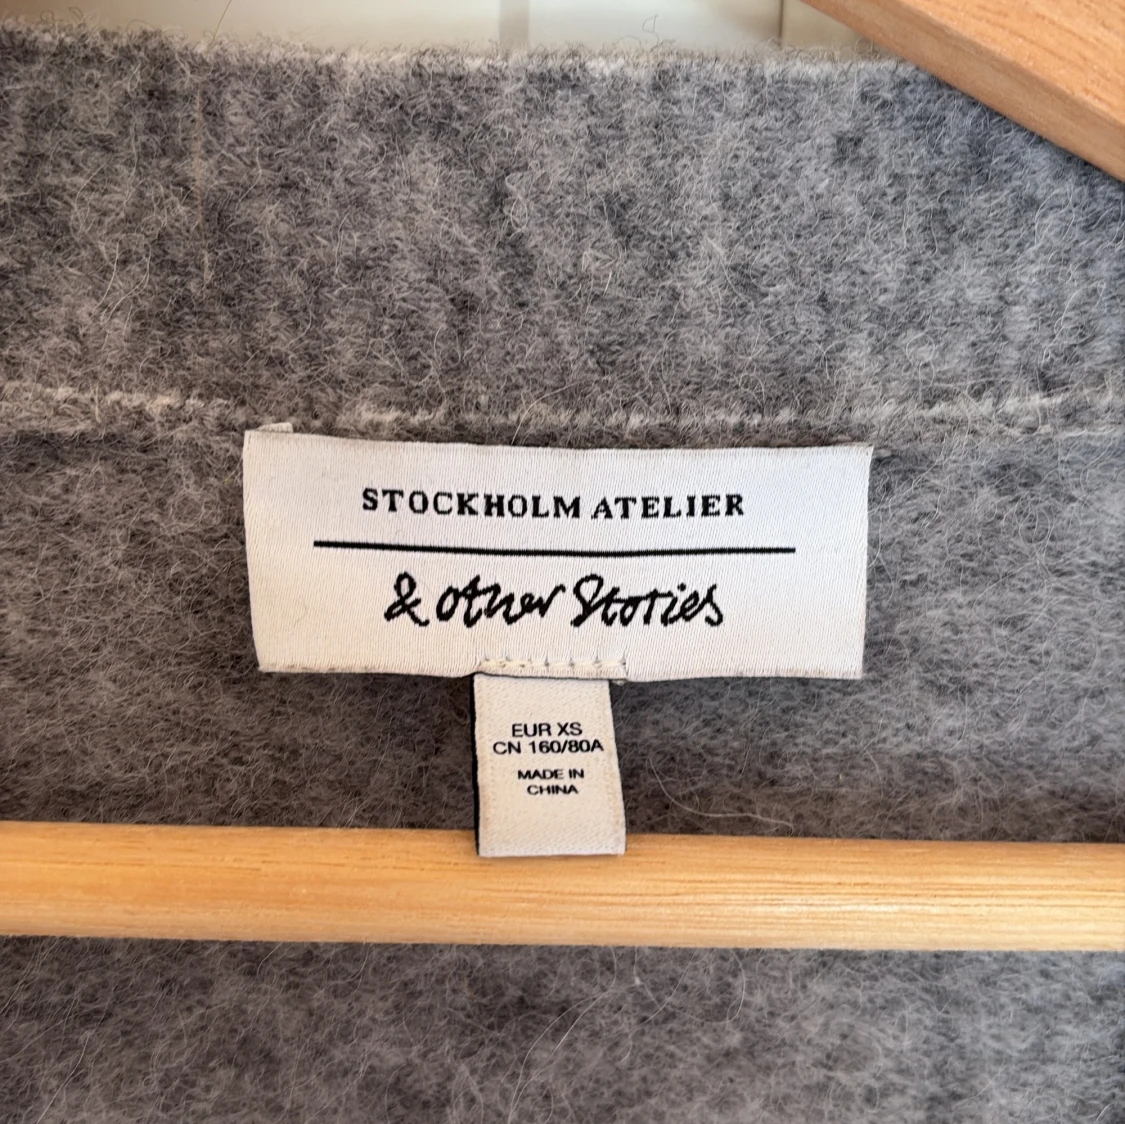 STOCKHOLM ATELIER
& other Stories
EUR XS
CN 160/80A
MADE IN
CHINA